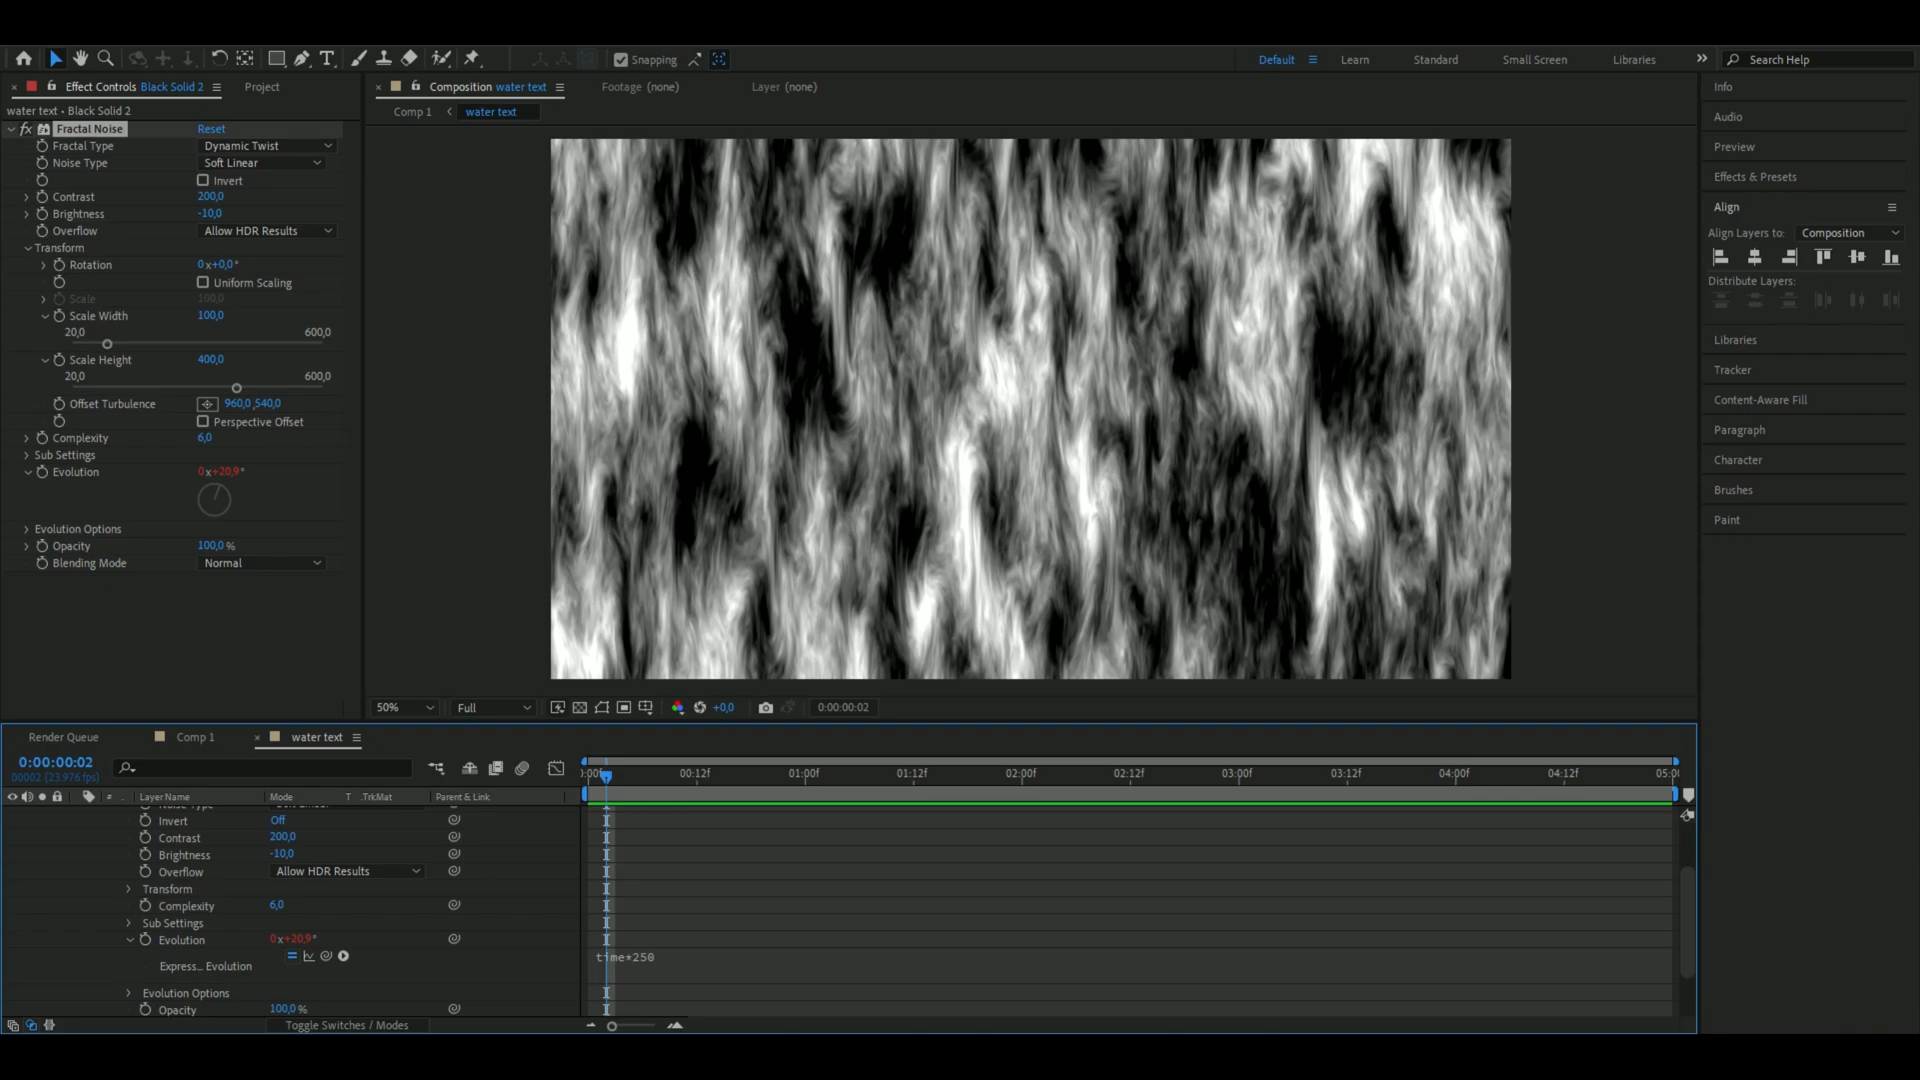 Snapping
Default
Learn
Standard
Small Screen
Libraries
Search Help
Effect Controls Black Solid 2
Project
Composition water text
Footage (none)
Layer (none)
Comp 1
water text
water text • Black Solid 2
fx Fractal Noise Reset
Fractal Type Dynamic Twist
Noise Type Soft Linear
Invert
Contrast 200,0
Brightness -10,0
Overflow Allow HDR Results
Transform
Rotation 0x+0,0°
Uniform Scaling
Scale 100,0
Scale Width 100,0
20,0 600,0
Scale Height 400,0
20,0 600,0
Offset Turbulence 960,0,540,0
Perspective Offset
Complexity 6,0
Sub Settings
Evolution 0x+20,9°
Evolution Options
Opacity 100,0%
Blending Mode Normal
Info
Audio
Preview
Effects & Presets
Align
Align Layers to: Composition
Distribute Layers:
Libraries
Tracker
Content-Aware Fill
Paragraph
Character
Brushes
Paint
50% Full +0,0 0:00:00:02
Render Queue
Comp 1
water text
0:00:00:02
00002 (23.976 fps)
:00f 00:12f 01:00f 01:12f 02:00f 02:12f 03:00f 03:12f 04:00f 04:12f 05:0
# . Layer Name Mode T .TrkMat Parent & Link
Invert Off
Contrast 200,0
Brightness -10,0
Overflow Allow HDR Results
Transform
Complexity 6,0
Sub Settings
Evolution 0x+20,9°
Express... Evolution
time*250
Evolution Options
Opacity 100,0%
Toggle Switches / Modes